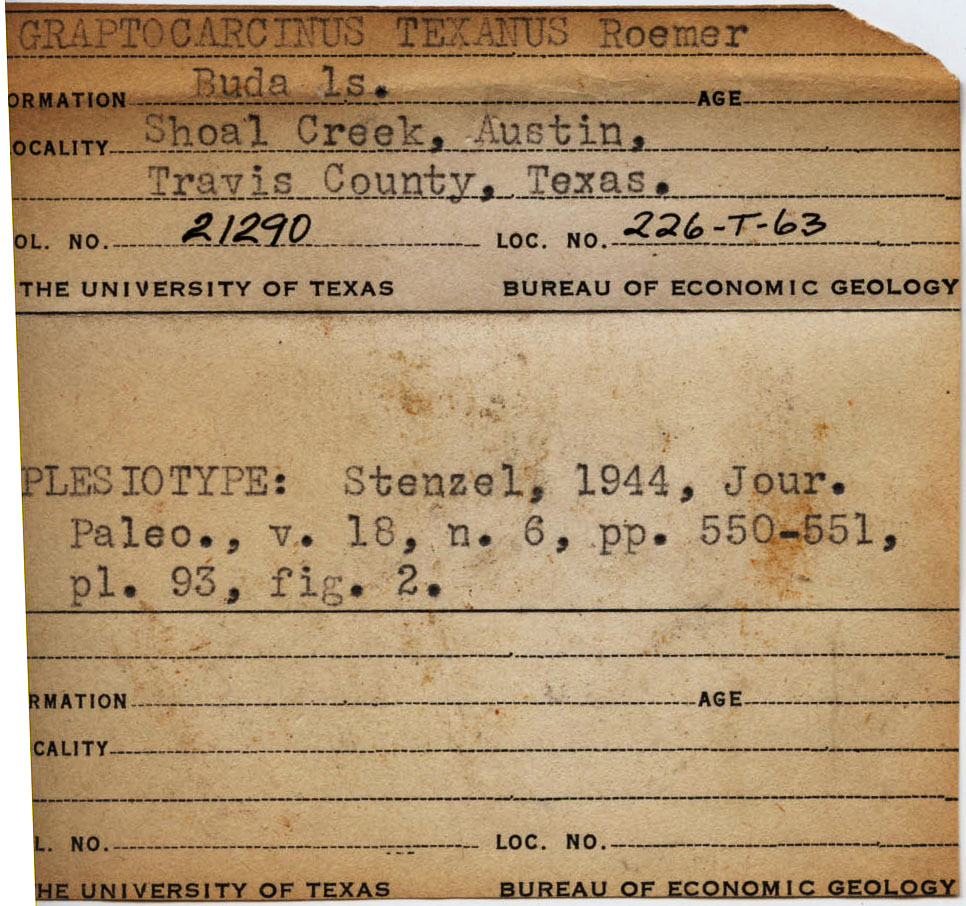 GRAPTOCARCINUS TEXANUS Roemer
ORMATION Buda ls. AGE
OCALITY Shoal Creek, Austin,
Travis County, Texas.
OL. NO. 21290 LOC. NO. 226-T-63
THE UNIVERSITY OF TEXAS BUREAU OF ECONOMIC GEOLOGY
PLESIOTYPE: Stenzel, 1944, Jour.
Paleo., v. 18, n. 6, pp. 550-551,
pl. 93, fig. 2.
RMATION AGE
CALITY
L. NO. LOC. NO.
HE UNIVERSITY OF TEXAS BUREAU OF ECONOMIC GEOLOGY